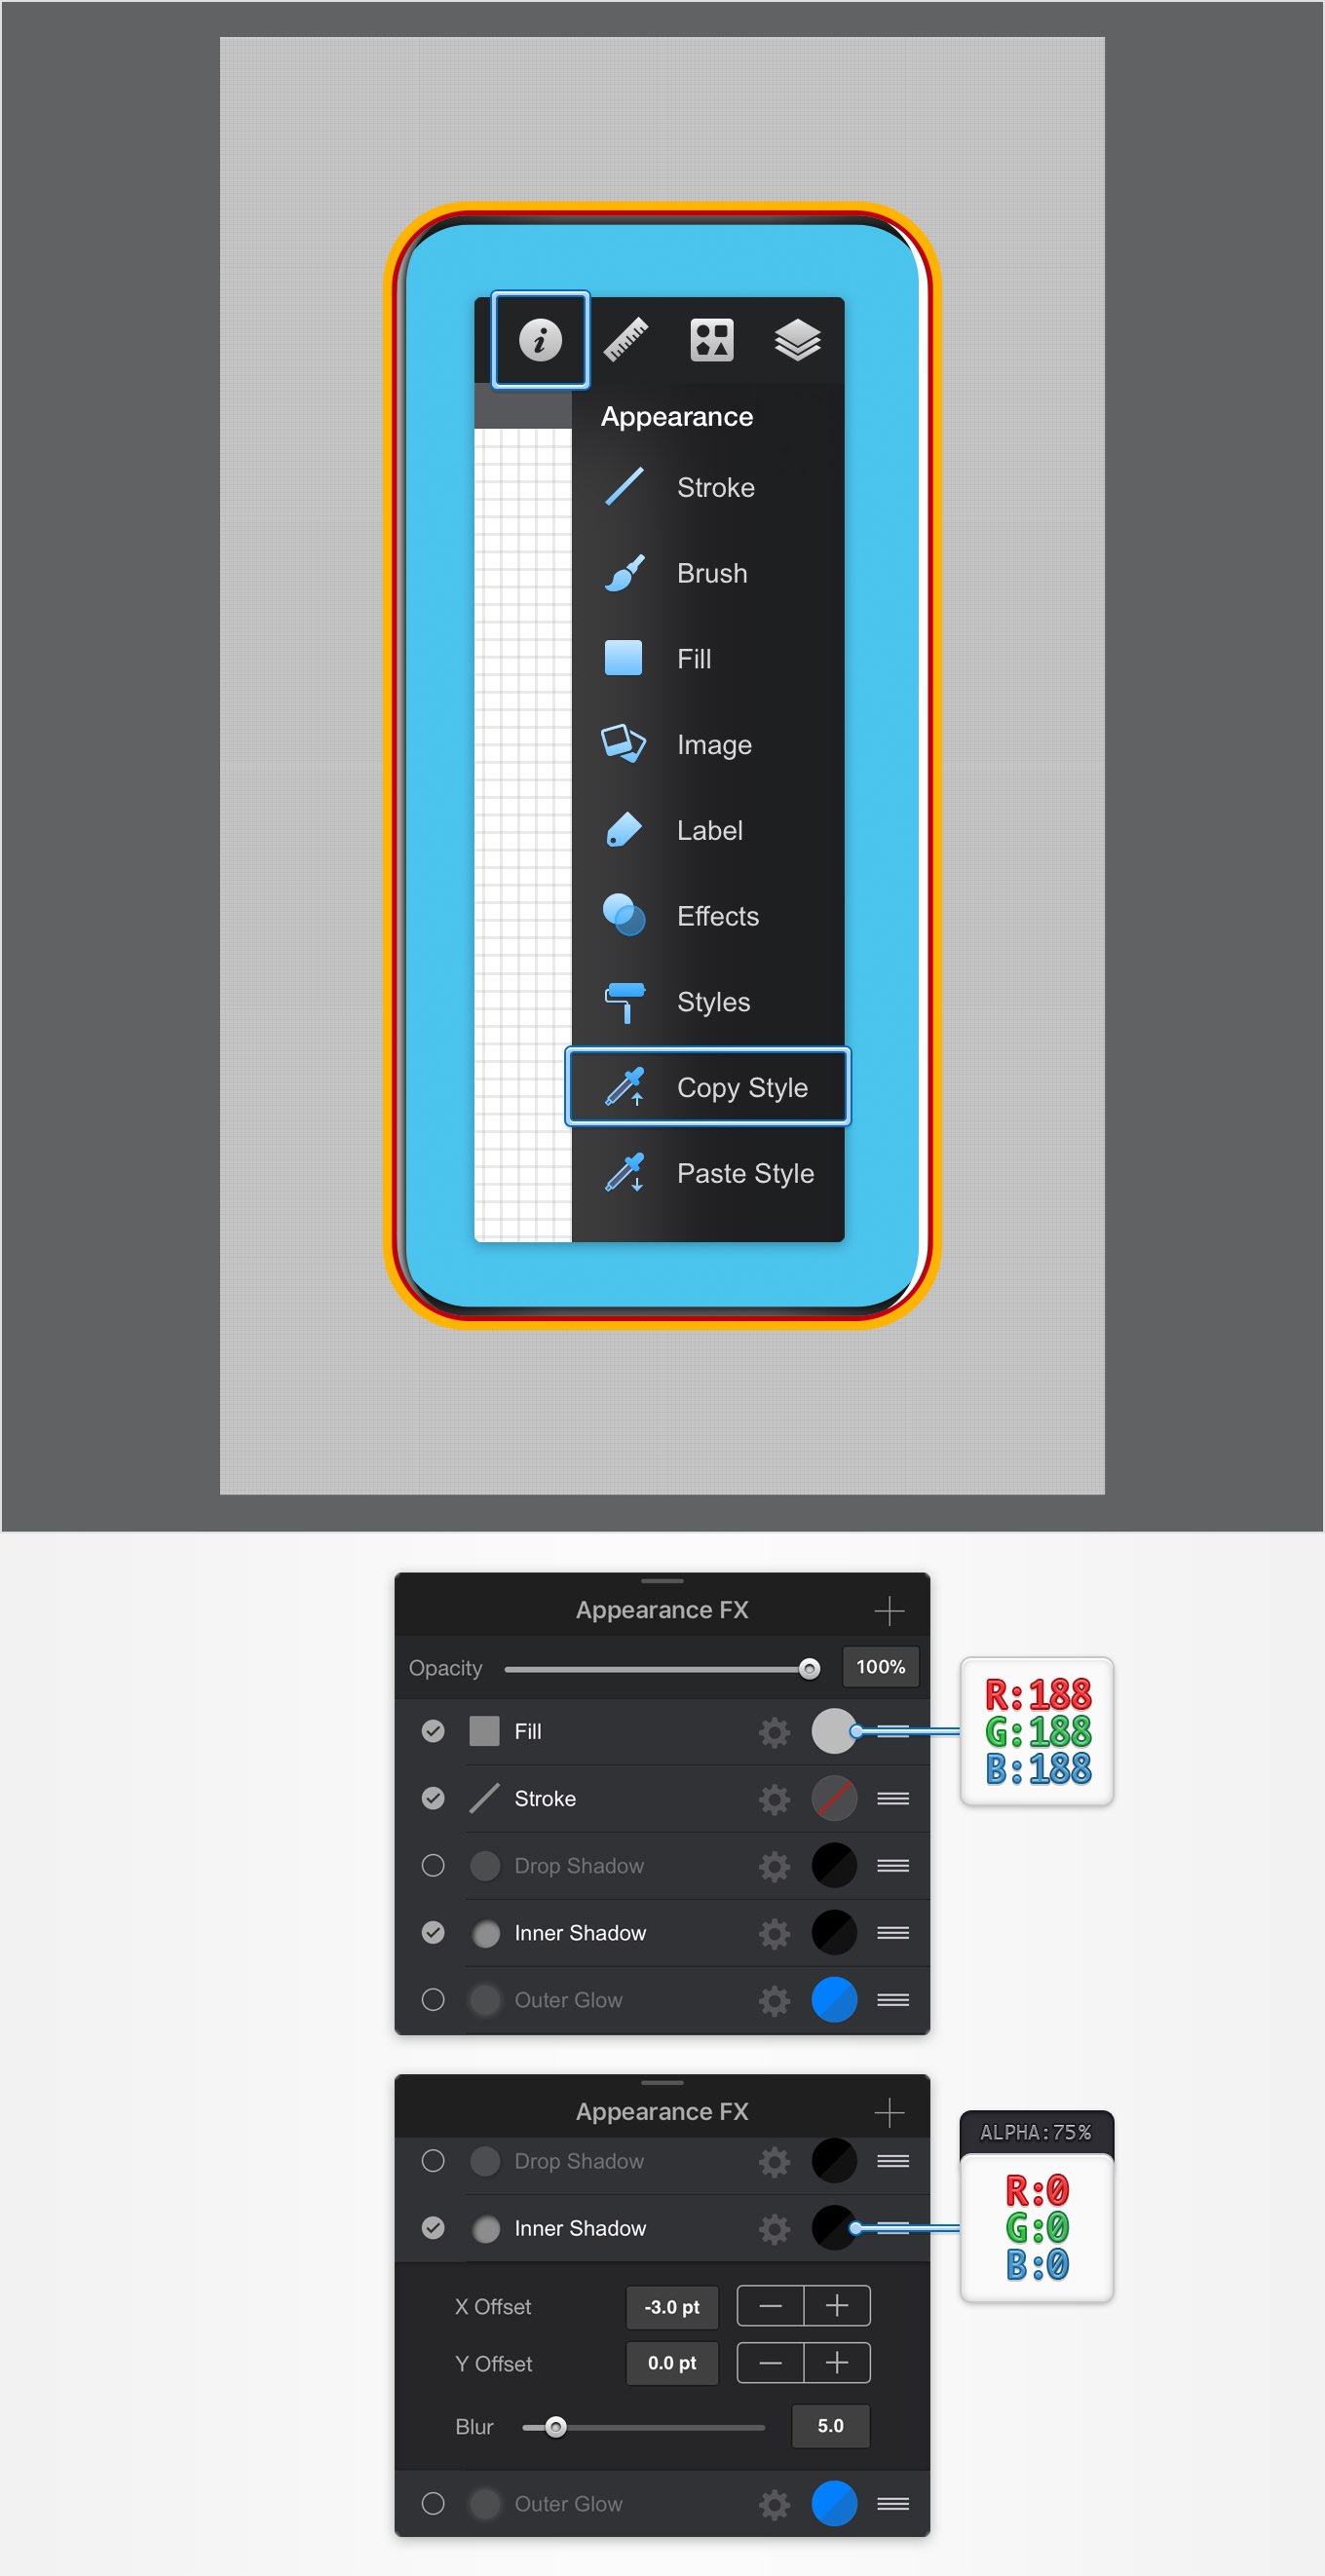 Appearance
Stroke
Brush
Fill
Image
Label
Effects
Styles
Copy Style
Paste Style
Appearance FX
Opacity 100%
Fill
Stroke
Drop Shadow
Inner Shadow
Outer Glow
R:188
G:188
B:188
Appearance FX
Drop Shadow
Inner Shadow
X Offset -3.0 pt
Y Offset 0.0 pt
Blur 5.0
Outer Glow
ALPHA:75%
R:0
G:0
B:0